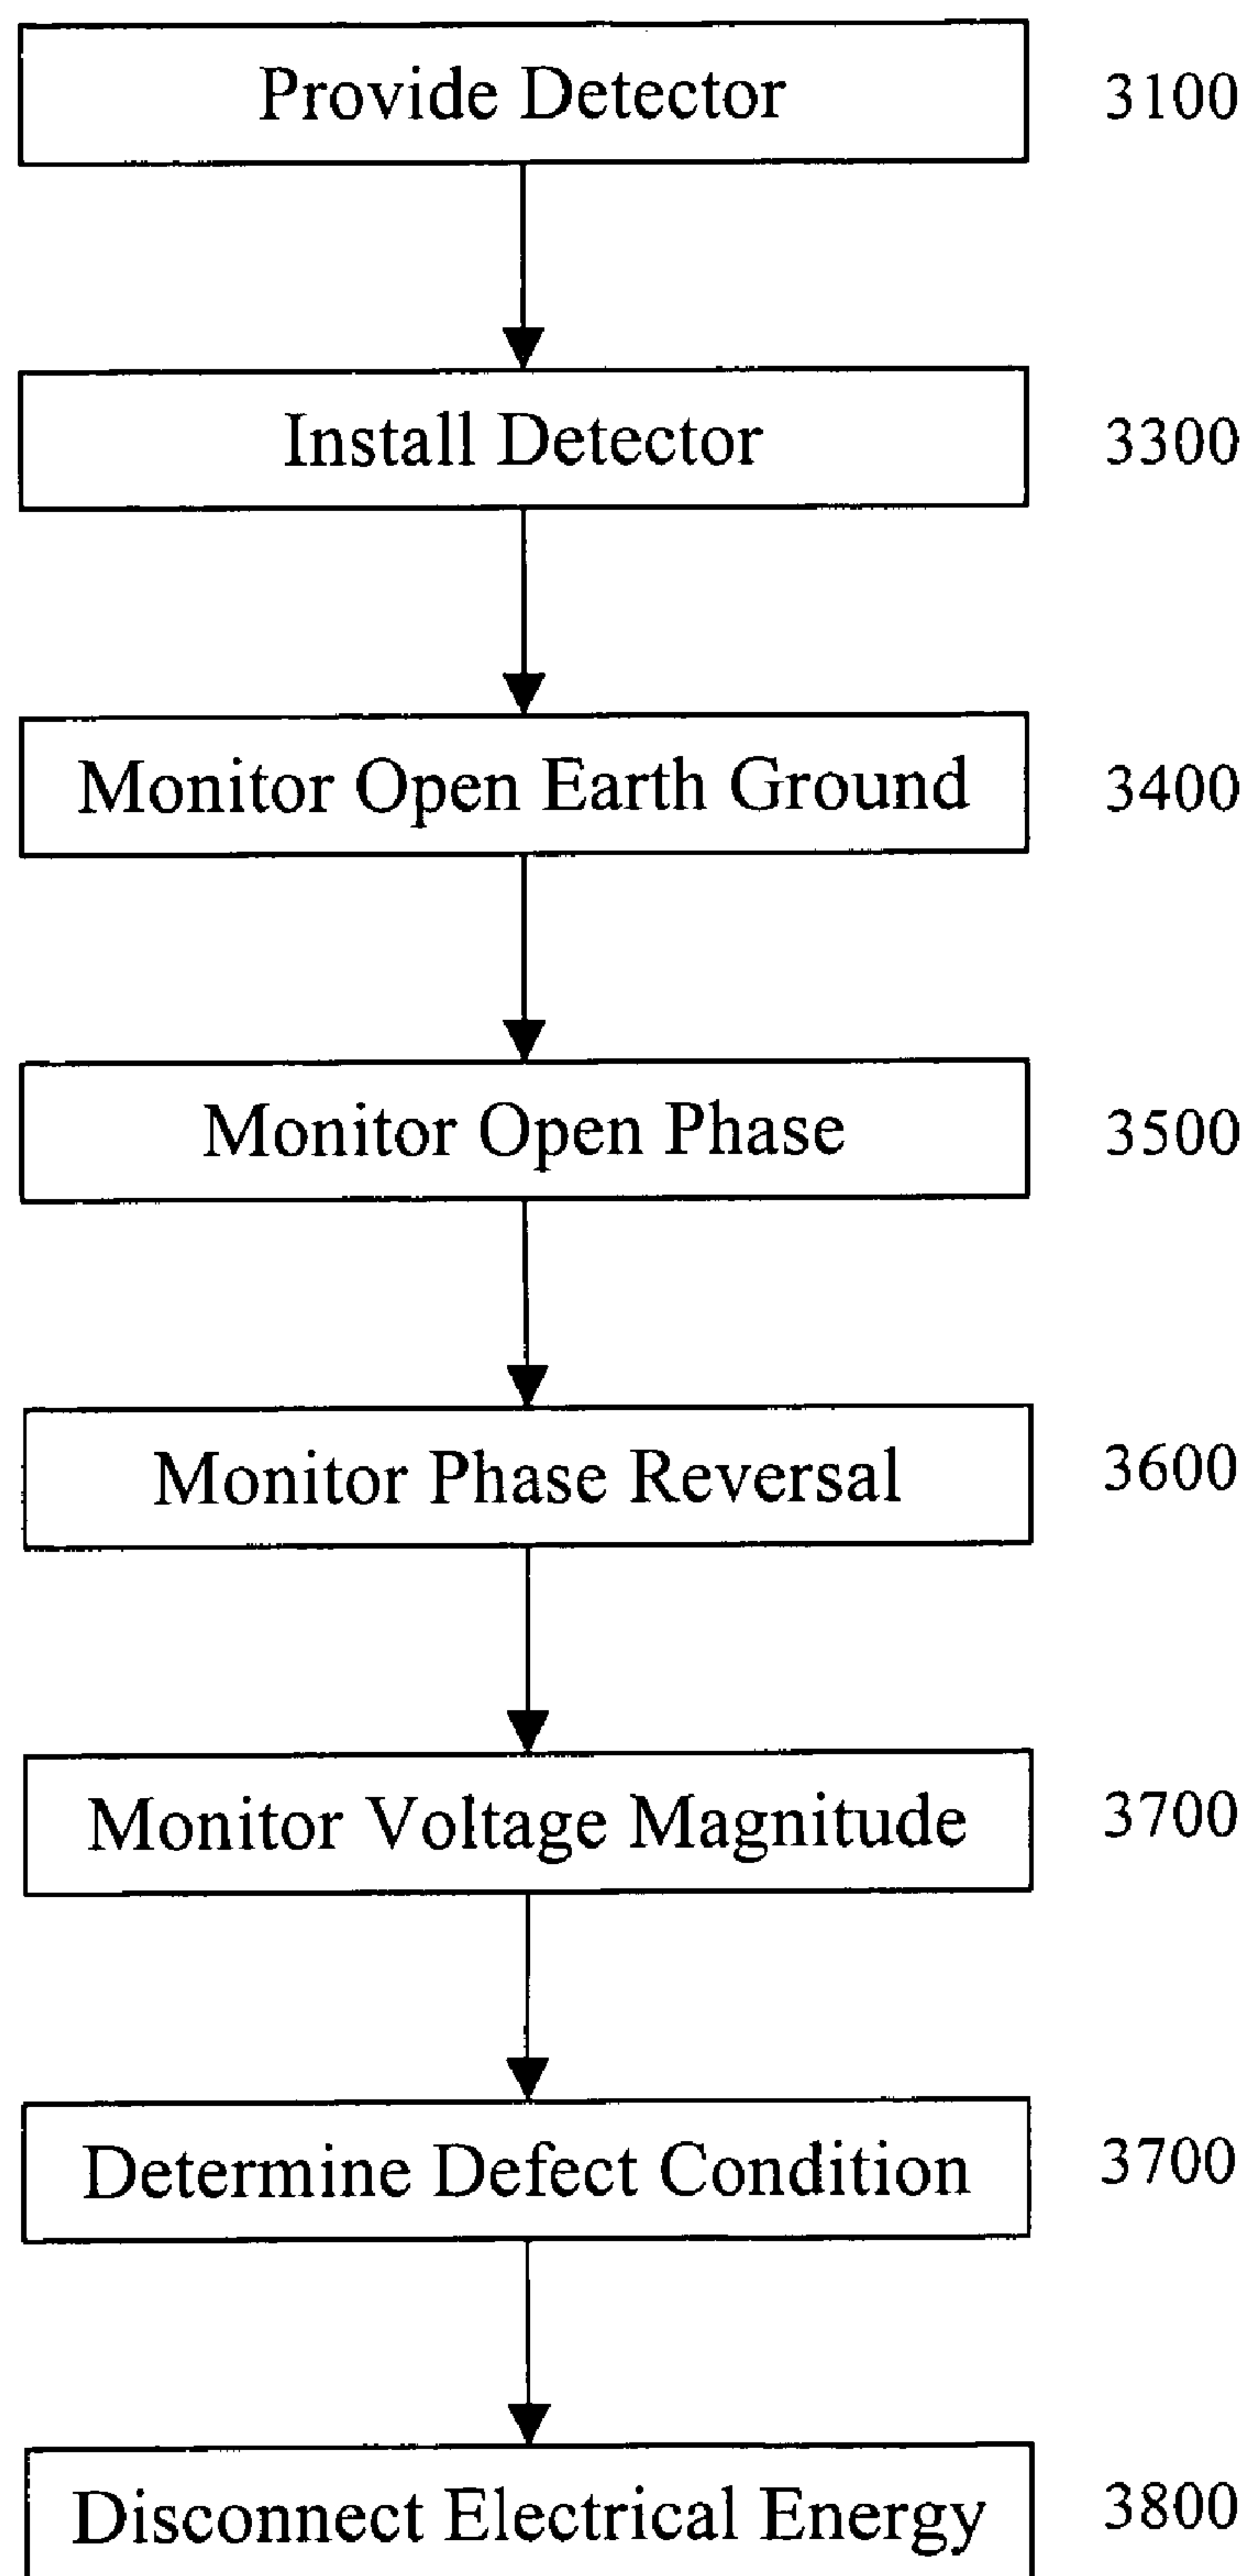 Provide Detector 3100
Install Detector 3300
Monitor Open Earth Ground 3400
Monitor Open Phase 3500
Monitor Phase Reversal 3600
Monitor Voltage Magnitude 3700
Determine Defect Condition 3700
Disconnect Electrical Energy 3800